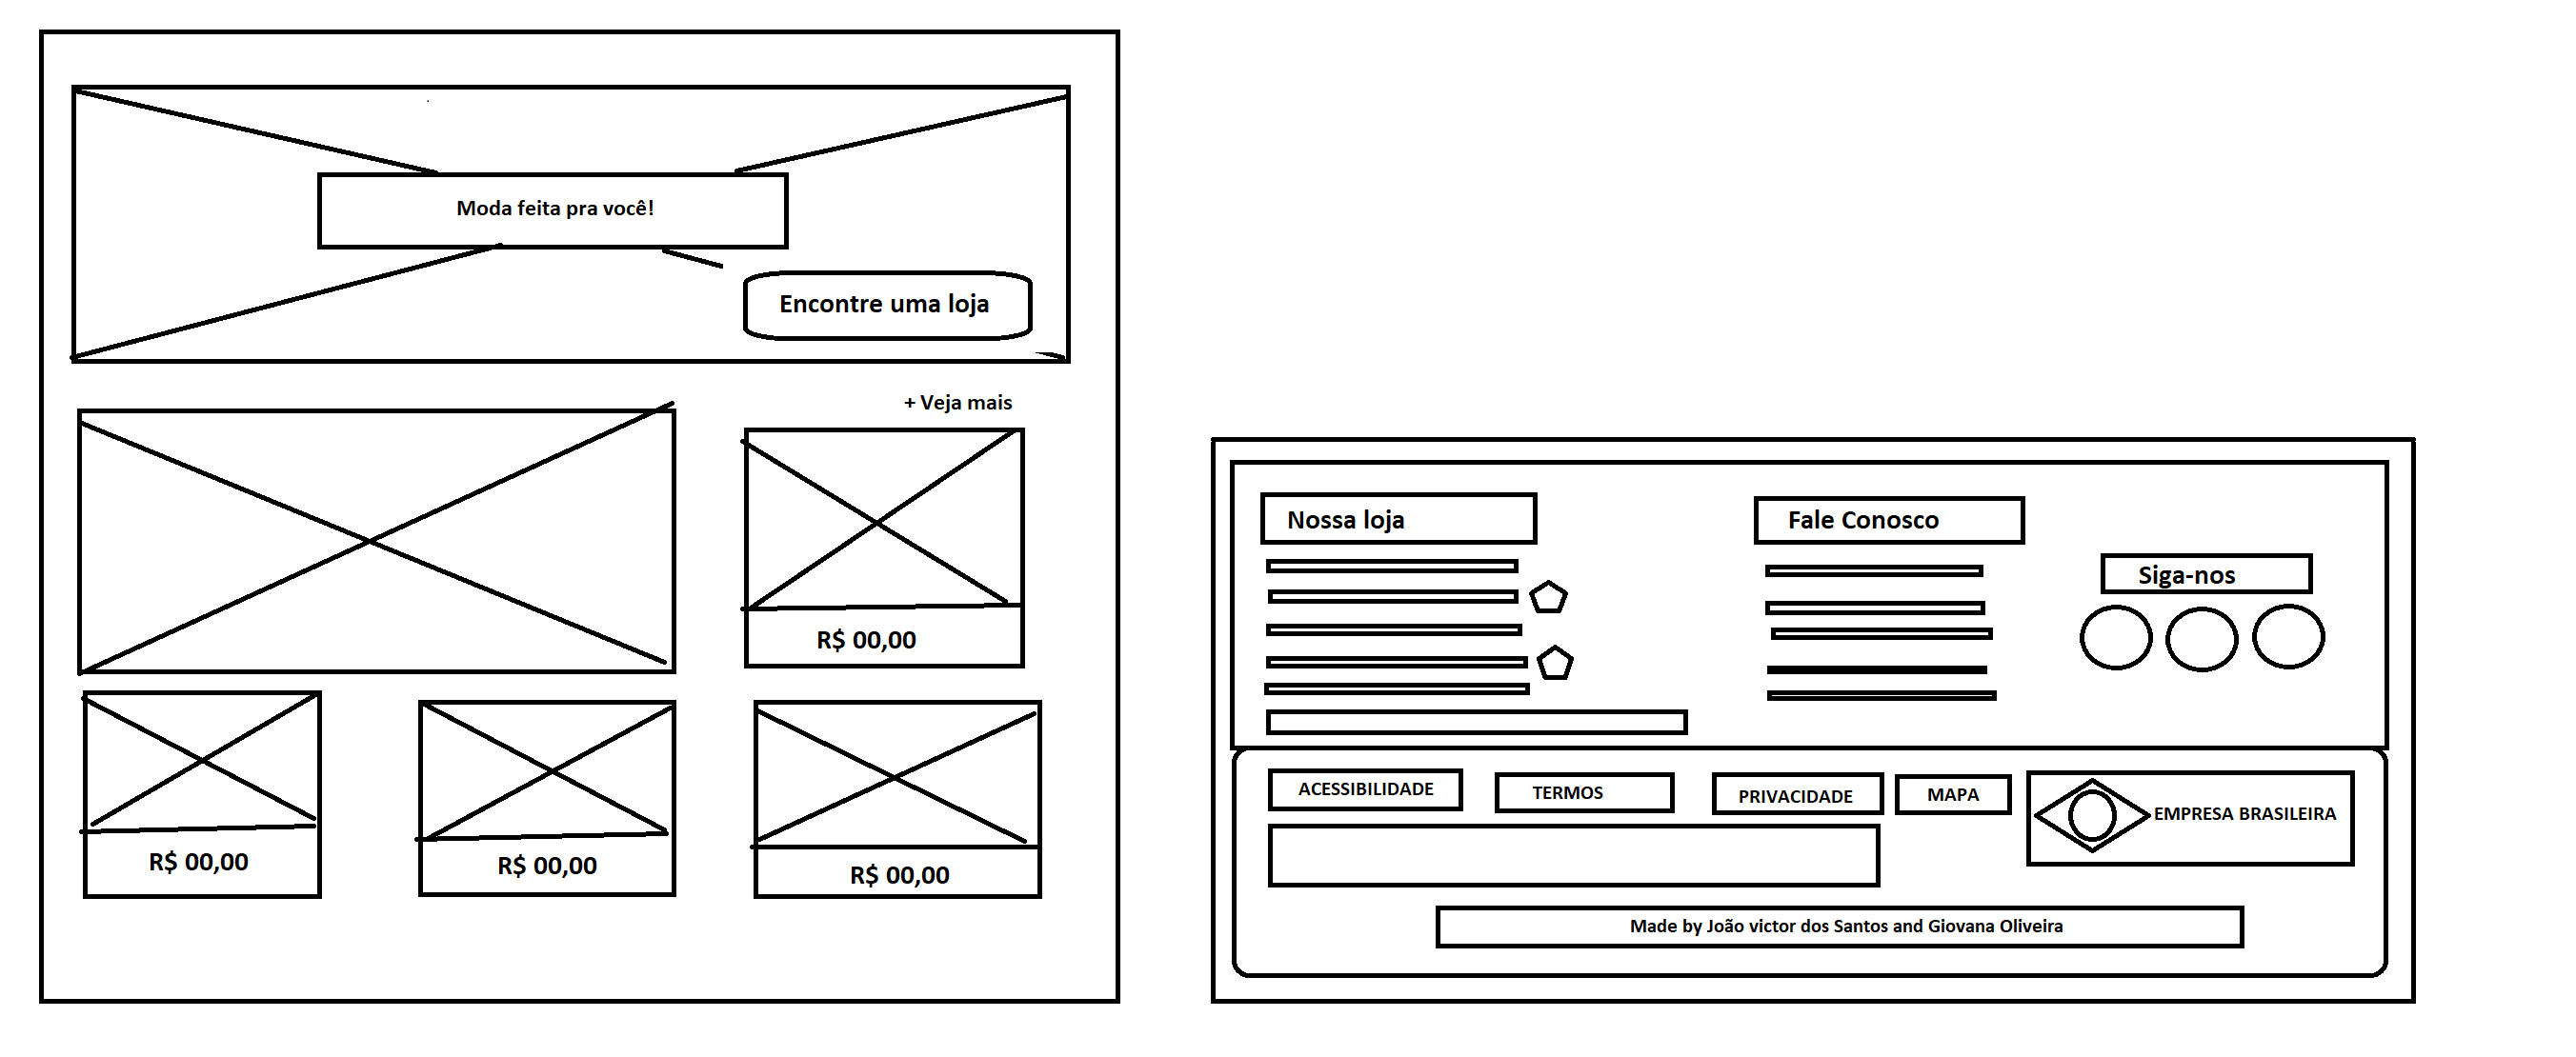 Moda feita pra você!
Encontre uma loja
+ Veja mais
R$ 00,00
R$ 00,00
R$ 00,00
R$ 00,00
Nossa loja
Fale Conosco
Siga-nos
ACESSIBILIDADE
TERMOS
PRIVACIDADE
MAPA
EMPRESA BRASILEIRA
Made by João victor dos Santos and Giovana Oliveira